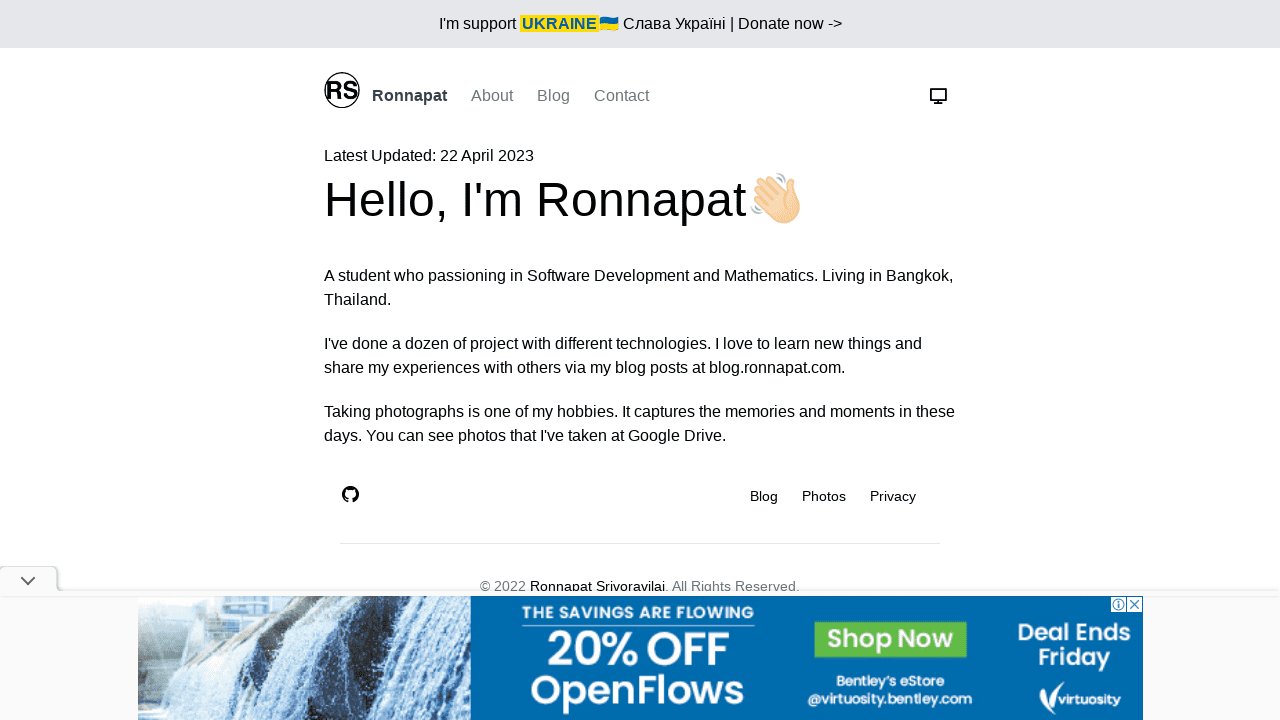 I'm support UKRAINE🇺🇦 Слава Україні | Donate now ->
RS Ronnapat About Blog Contact
Latest Updated: 22 April 2023
Hello, I'm Ronnapat👋🏻
A student who passioning in Software Development and Mathematics. Living in Bangkok,
Thailand.
I've done a dozen of project with different technologies. I love to learn new things and
share my experiences with others via my blog posts at blog.ronnapat.com.
Taking photographs is one of my hobbies. It captures the memories and moments in these
days. You can see photos that I've taken at Google Drive.
Blog Photos Privacy
© 2022 Ronnapat Srivoravilai. All Rights Reserved.
THE SAVINGS ARE FLOWING
20% OFF
OpenFlows
Shop Now
Bentley's eStore
@virtuosity.bentley.com
Deal Ends
Friday
virtuosity